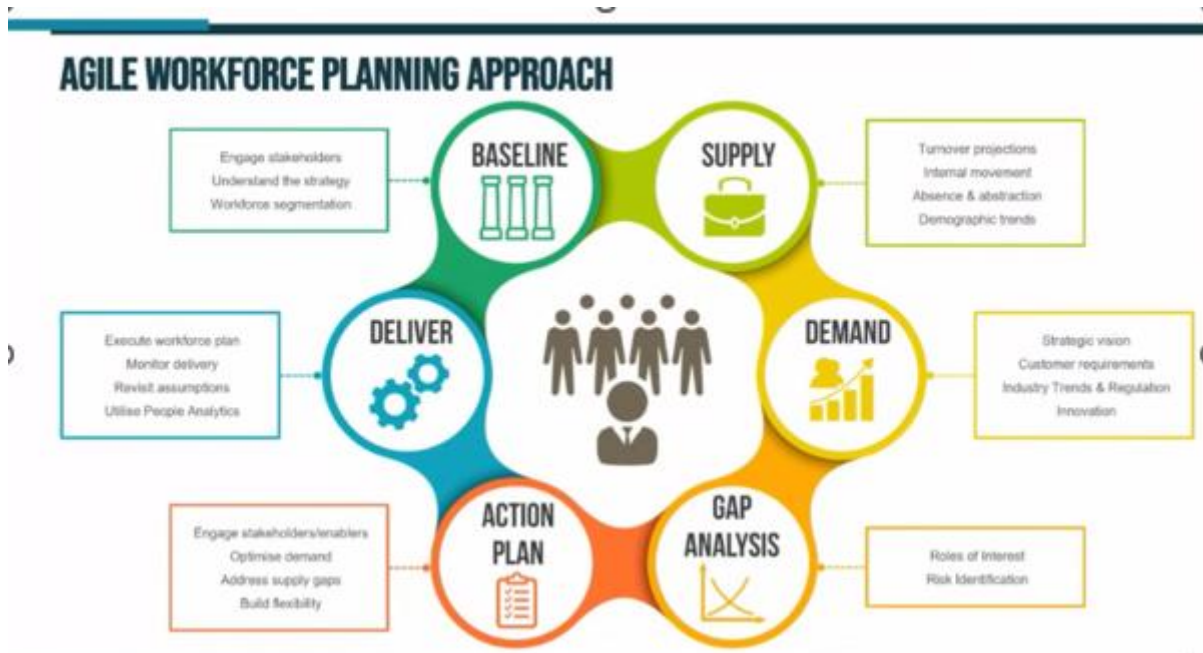 AGILE WORKFORCE PLANNING APPROACH
BASELINE
Engage stakeholders
Understand the strategy
Workforce segmentation
SUPPLY
Turnover projections
Internal movement
Absence & abstraction
Demographic trends
DEMAND
Strategic vision
Customer requirements
Industry Trends & Regulation
Innovation
GAP
ANALYSIS
Roles of Interest
Risk Identification
ACTION
PLAN
Engage stakeholders/enablers
Optimise demand
Address supply gaps
Build flexibility
DELIVER
Execute workforce plan
Monitor delivery
Revisit assumptions
Utilise People Analytics